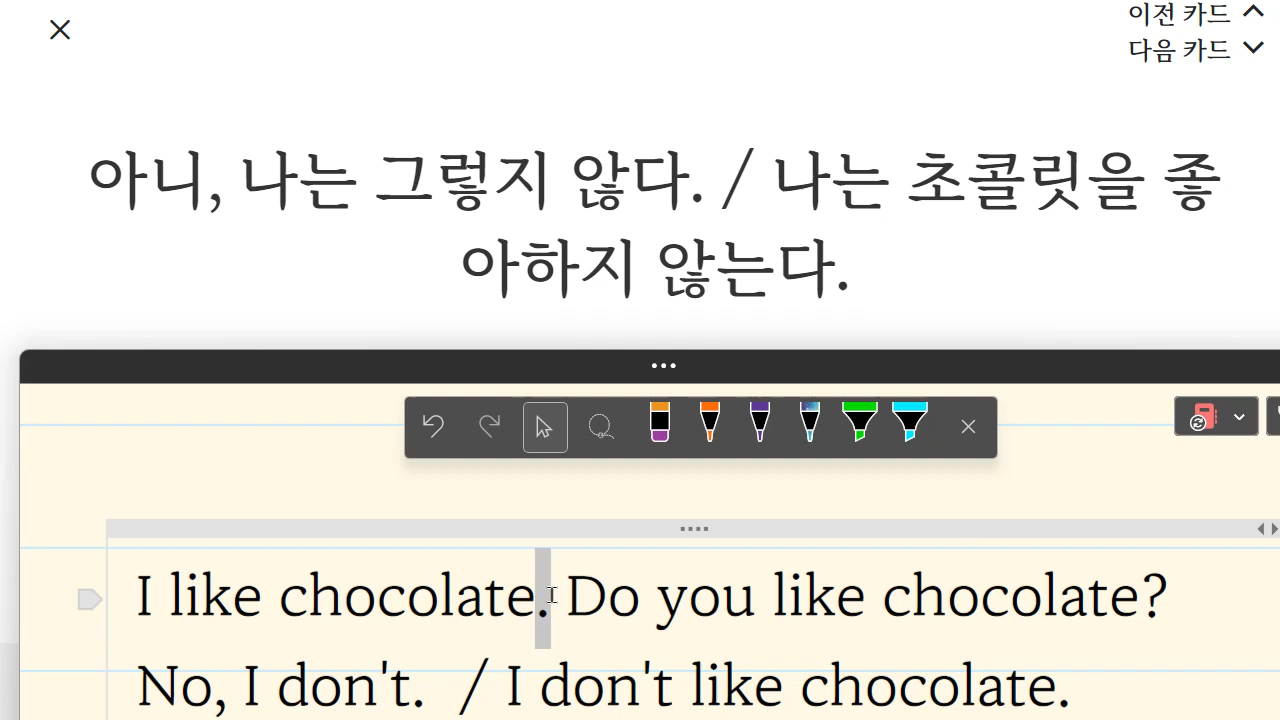 이전 카드
다음 카드
아니, 나는 그렇지 않다. / 나는 초콜릿을 좋
아하지 않는다.
I like chocolate. Do you like chocolate?
No, I don't. / I don't like chocolate.